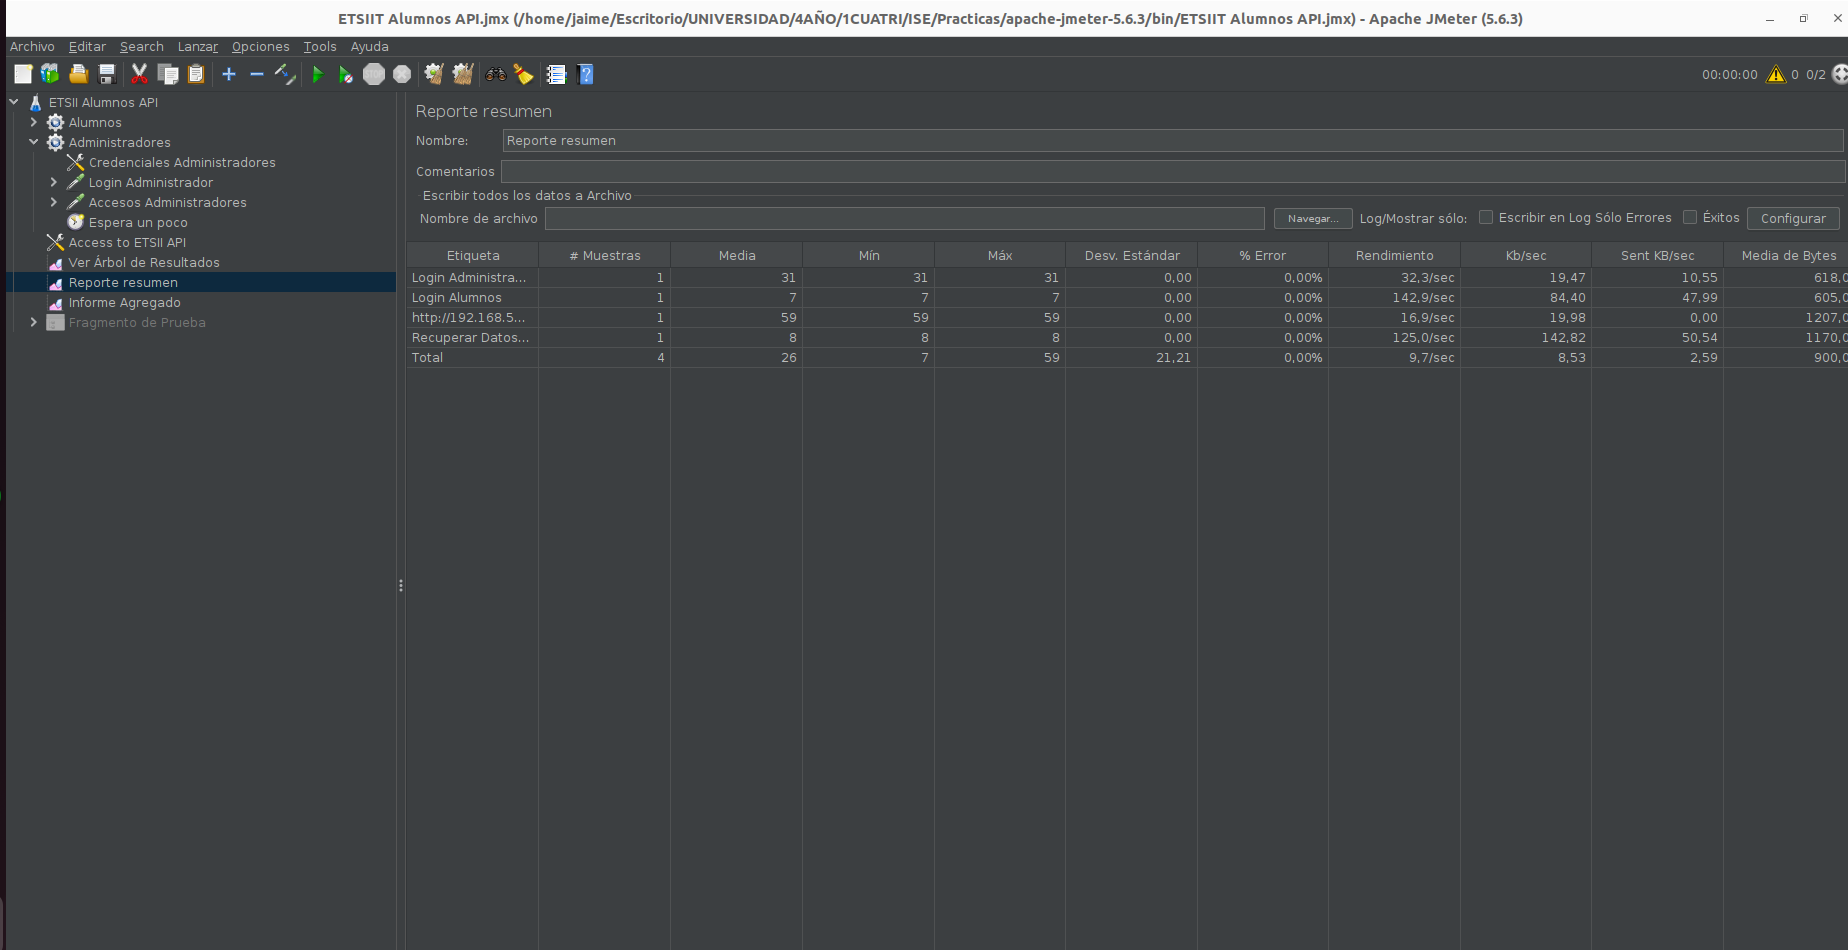 ETSIIT Alumnos API.jmx (/home/jaime/Escritorio/UNIVERSIDAD/4AÑO/1CUATRI/ISE/Practicas/apache-jmeter-5.6.3/bin/ETSIIT Alumnos API.jmx) - Apache JMeter (5.6.3)
Archivo Editar Search Lanzar Opciones Tools Ayuda
00:00:00 0 0/2
ETSII Alumnos API
Alumnos
Administradores
Credenciales Administradores
Login Administrador
Accesos Administradores
Espera un poco
Access to ETSII API
Ver Árbol de Resultados
Reporte resumen
Informe Agregado
Fragmento de Prueba
Reporte resumen
Nombre: Reporte resumen
Comentarios
Escribir todos los datos a Archivo
Nombre de archivo Navegar... Log/Mostrar sólo: Escribir en Log Sólo Errores Éxitos Configurar
Etiqueta # Muestras Media Mín Máx Desv. Estándar % Error Rendimiento Kb/sec Sent KB/sec Media de Bytes
Login Administra... 1 31 31 31 0,00 0,00% 32,3/sec 19,47 10,55 618,0
Login Alumnos 1 7 7 7 0,00 0,00% 142,9/sec 84,40 47,99 605,0
http://192.168.5... 1 59 59 59 0,00 0,00% 16,9/sec 19,98 0,00 1207,0
Recuperar Datos... 1 8 8 8 0,00 0,00% 125,0/sec 142,82 50,54 1170,0
Total 4 26 7 59 21,21 0,00% 9,7/sec 8,53 2,59 900,0